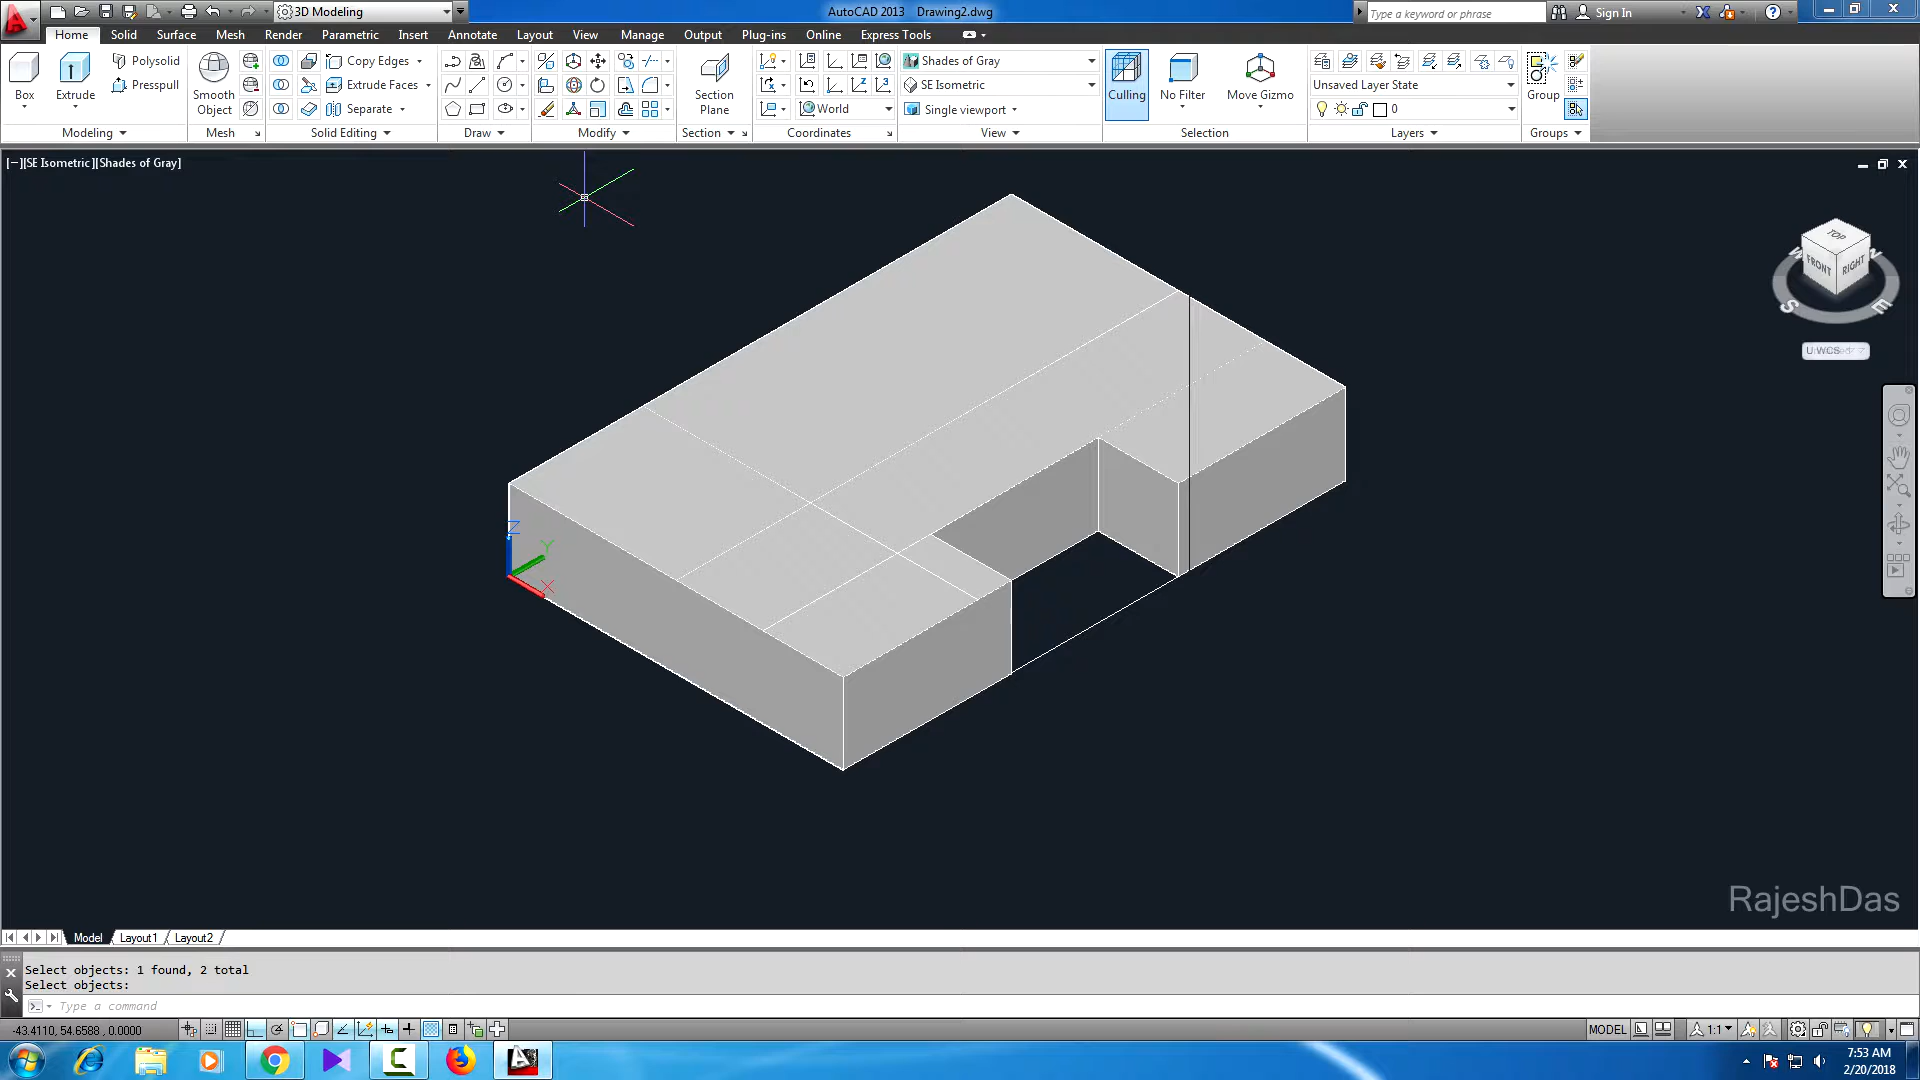 3D Modeling
AutoCAD 2013 Drawing2.dwg
Type a keyword or phrase
Sign In
Home Solid Surface Mesh Render Parametric Insert Annotate Layout View Manage Output Plug-ins Online Express Tools
Box
Extrude
Polysolid
Presspull
Modeling
Smooth Object
Mesh
Copy Edges
Extrude Faces
Separate
Solid Editing
Draw
Modify
Section Plane
Section
World
Coordinates
Shades of Gray
SE Isometric
Single viewport
View
Culling
No Filter
Move Gizmo
Selection
Unsaved Layer State
0
Layers
Group
Groups
[−][SE Isometric][Shades of Gray]
TOP
FRONT
RIGHT
W
N
S
E
Z
Y
X
RajeshDas
Model Layout1 Layout2
Select objects: 1 found, 2 total
Select objects:
Type a command
-43.4110, 54.6588 , 0.0000
MODEL
1:1
7:53 AM
2/20/2018